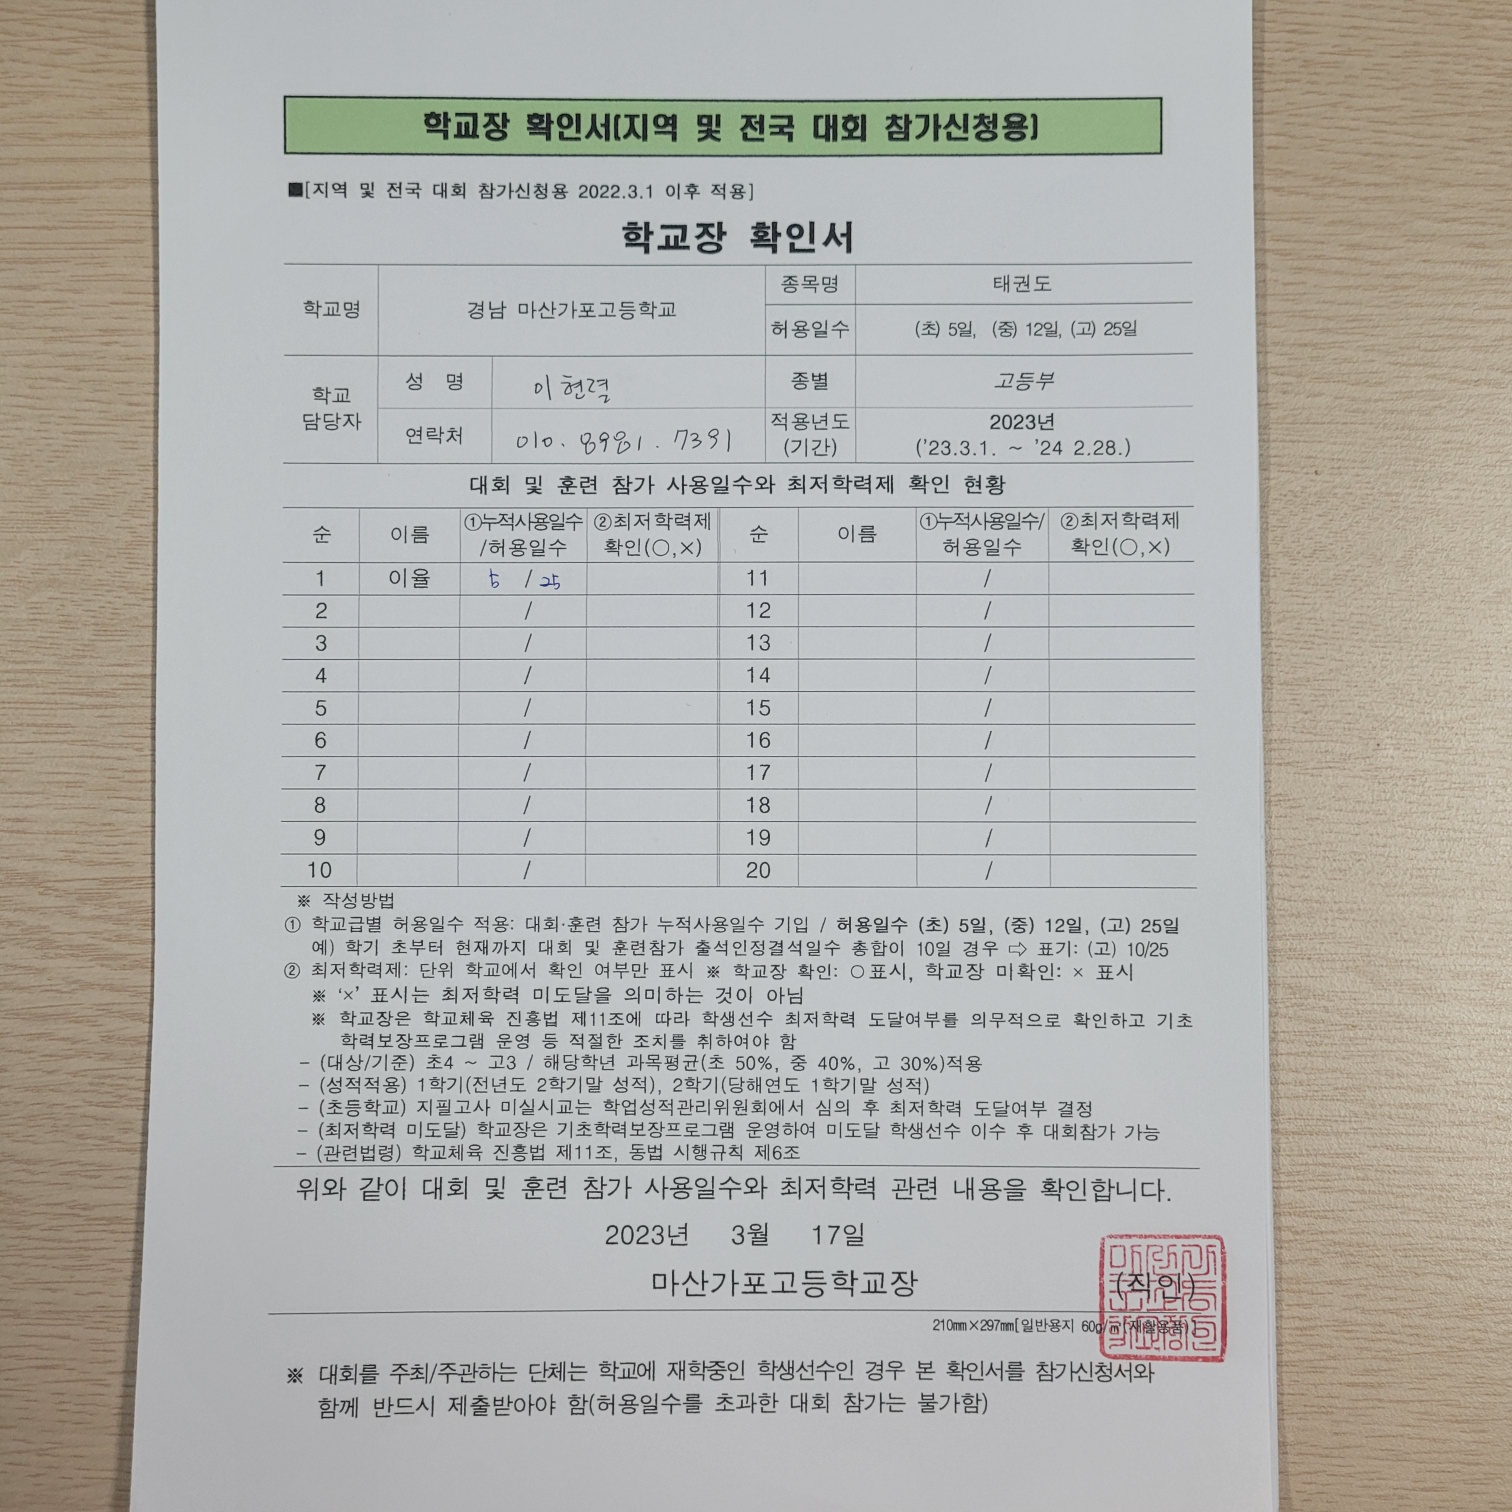 학교장 확인서(지역 및 전국 대회 참가신청용)
■[지역 및 전국 대회 참가신청용 2022.3.1 이후 적용]
학교장 확인서
학교명 경남 마산가포고등학교 종목명 태권도
허용일수 (초) 5일, (중) 12일, (고) 25일
학교 담당자 성 명 이현렬 종별 고등부
연락처 010. 8981. 7391 적용년도 (기간) 2023년 ('23.3.1. ~ '24 2.28.)
대회 및 훈련 참가 사용일수와 최저학력제 확인 현황
순 이름 ①누적사용일수/허용일수 ②최저학력제 확인(○,×) 순 이름 ①누적사용일수/허용일수 ②최저학력제 확인(○,×)
1 이율 5 / 25 11 /
2 / 12 /
3 / 13 /
4 / 14 /
5 / 15 /
6 / 16 /
7 / 17 /
8 / 18 /
9 / 19 /
10 / 20 /
※ 작성방법
① 학교급별 허용일수 적용: 대회·훈련 참가 누적사용일수 기입 / 허용일수 (초) 5일, (중) 12일, (고) 25일
예) 학기 초부터 현재까지 대회 및 훈련참가 출석인정결석일수 총합이 10일 경우 ⇨ 표기: (고) 10/25
② 최저학력제: 단위 학교에서 확인 여부만 표시 ※ 학교장 확인: ○표시, 학교장 미확인: × 표시
※ '×' 표시는 최저학력 미도달을 의미하는 것이 아님
※ 학교장은 학교체육 진흥법 제11조에 따라 학생선수 최저학력 도달여부를 의무적으로 확인하고 기초
학력보장프로그램 운영 등 적절한 조치를 취하여야 함
– (대상/기준) 초4 ~ 고3 / 해당학년 과목평균(초 50%, 중 40%, 고 30%)적용
– (성적적용) 1학기(전년도 2학기말 성적), 2학기(당해연도 1학기말 성적)
– (초등학교) 지필고사 미실시교는 학업성적관리위원회에서 심의 후 최저학력 도달여부 결정
– (최저학력 미도달) 학교장은 기초학력보장프로그램 운영하여 미도달 학생선수 이수 후 대회참가 가능
– (관련법령) 학교체육 진흥법 제11조, 동법 시행규칙 제6조
위와 같이 대회 및 훈련 참가 사용일수와 최저학력 관련 내용을 확인합니다.
2023년 3월 17일
마산가포고등학교장 (직인)
210㎜×297㎜[일반용지 60g/㎡(재활용품)]
※ 대회를 주최/주관하는 단체는 학교에 재학중인 학생선수인 경우 본 확인서를 참가신청서와
함께 반드시 제출받아야 함(허용일수를 초과한 대회 참가는 불가함)